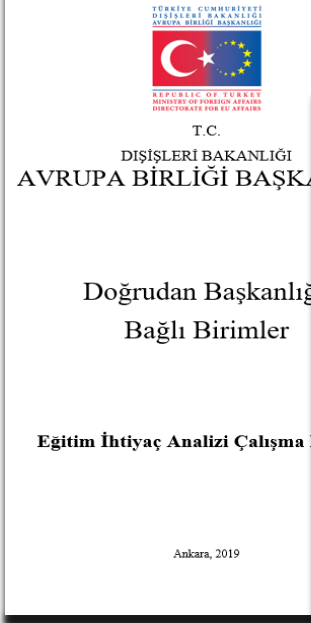 TÜRKİYE CUMHURİYETİ
DIŞİŞLERİ BAKANLIĞI
AVRUPA BİRLİĞİ BAŞKANLIĞI
REPUBLIC OF TURKEY
MINISTRY OF FOREIGN AFFAIRS
DIRECTORATE FOR EU AFFAIRS
T.C.
DIŞİŞLERİ BAKANLIĞI
AVRUPA BİRLİĞİ BAŞKA
Doğrudan Başkanlığ
Bağlı Birimler
Eğitim İhtiyaç Analizi Çalışma
Ankara, 2019